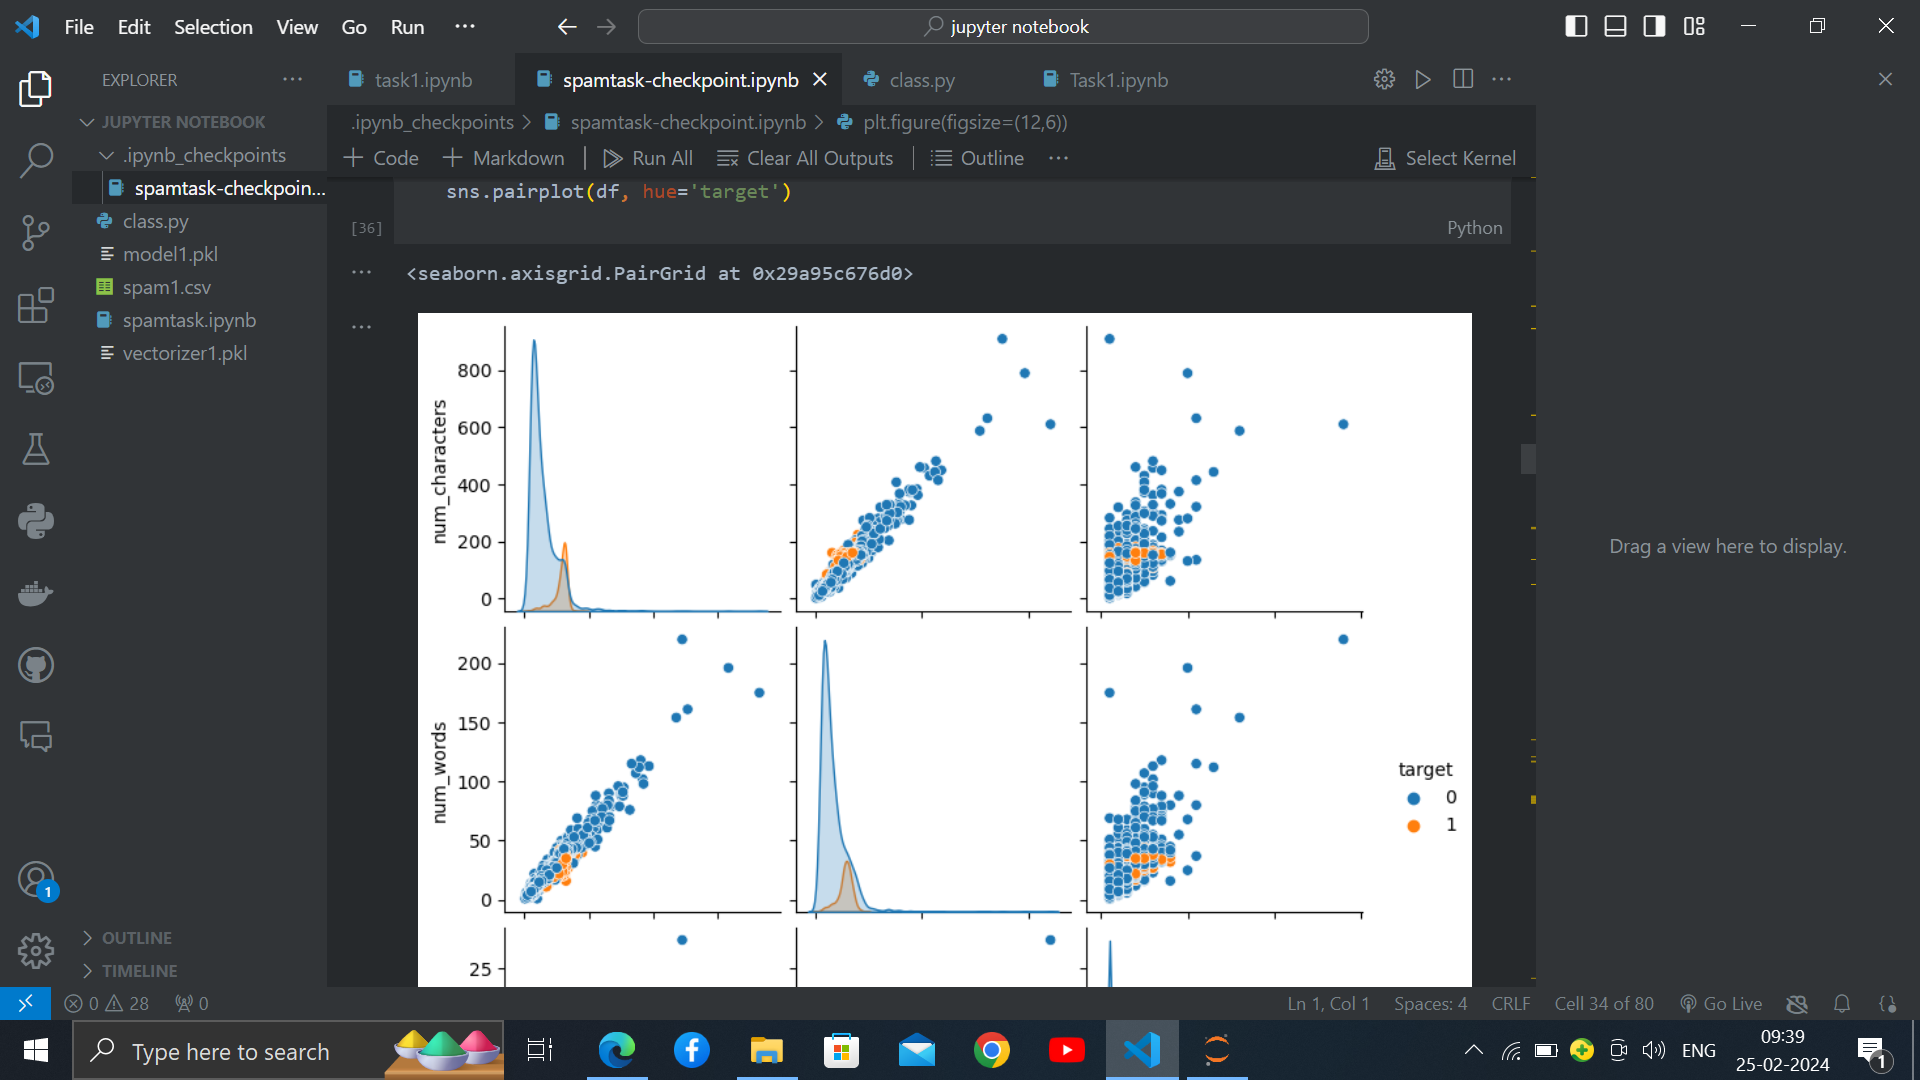 File Edit Selection View Go Run ···
jupyter notebook
EXPLORER ···
task1.ipynb
spamtask-checkpoint.ipynb
class.py
Task1.ipynb
JUPYTER NOTEBOOK
.ipynb_checkpoints
spamtask-checkpoin...
class.py
model1.pkl
spam1.csv
spamtask.ipynb
vectorizer1.pkl
.ipynb_checkpoints > spamtask-checkpoint.ipynb > plt.figure(figsize=(12,6))
+ Code + Markdown | Run All Clear All Outputs | Outline ···
Select Kernel
sns.pairplot(df, hue='target')
[36]
Python
<seaborn.axisgrid.PairGrid at 0x29a95c676d0>
num_characters
800
600
400
200
0
num_words
200
150
100
50
0
25
target
0
1
Drag a view here to display.
1
OUTLINE
TIMELINE
0 28 0
Ln 1, Col 1 Spaces: 4 CRLF Cell 34 of 80 Go Live
Type here to search
ENG
09:39
25-02-2024
1